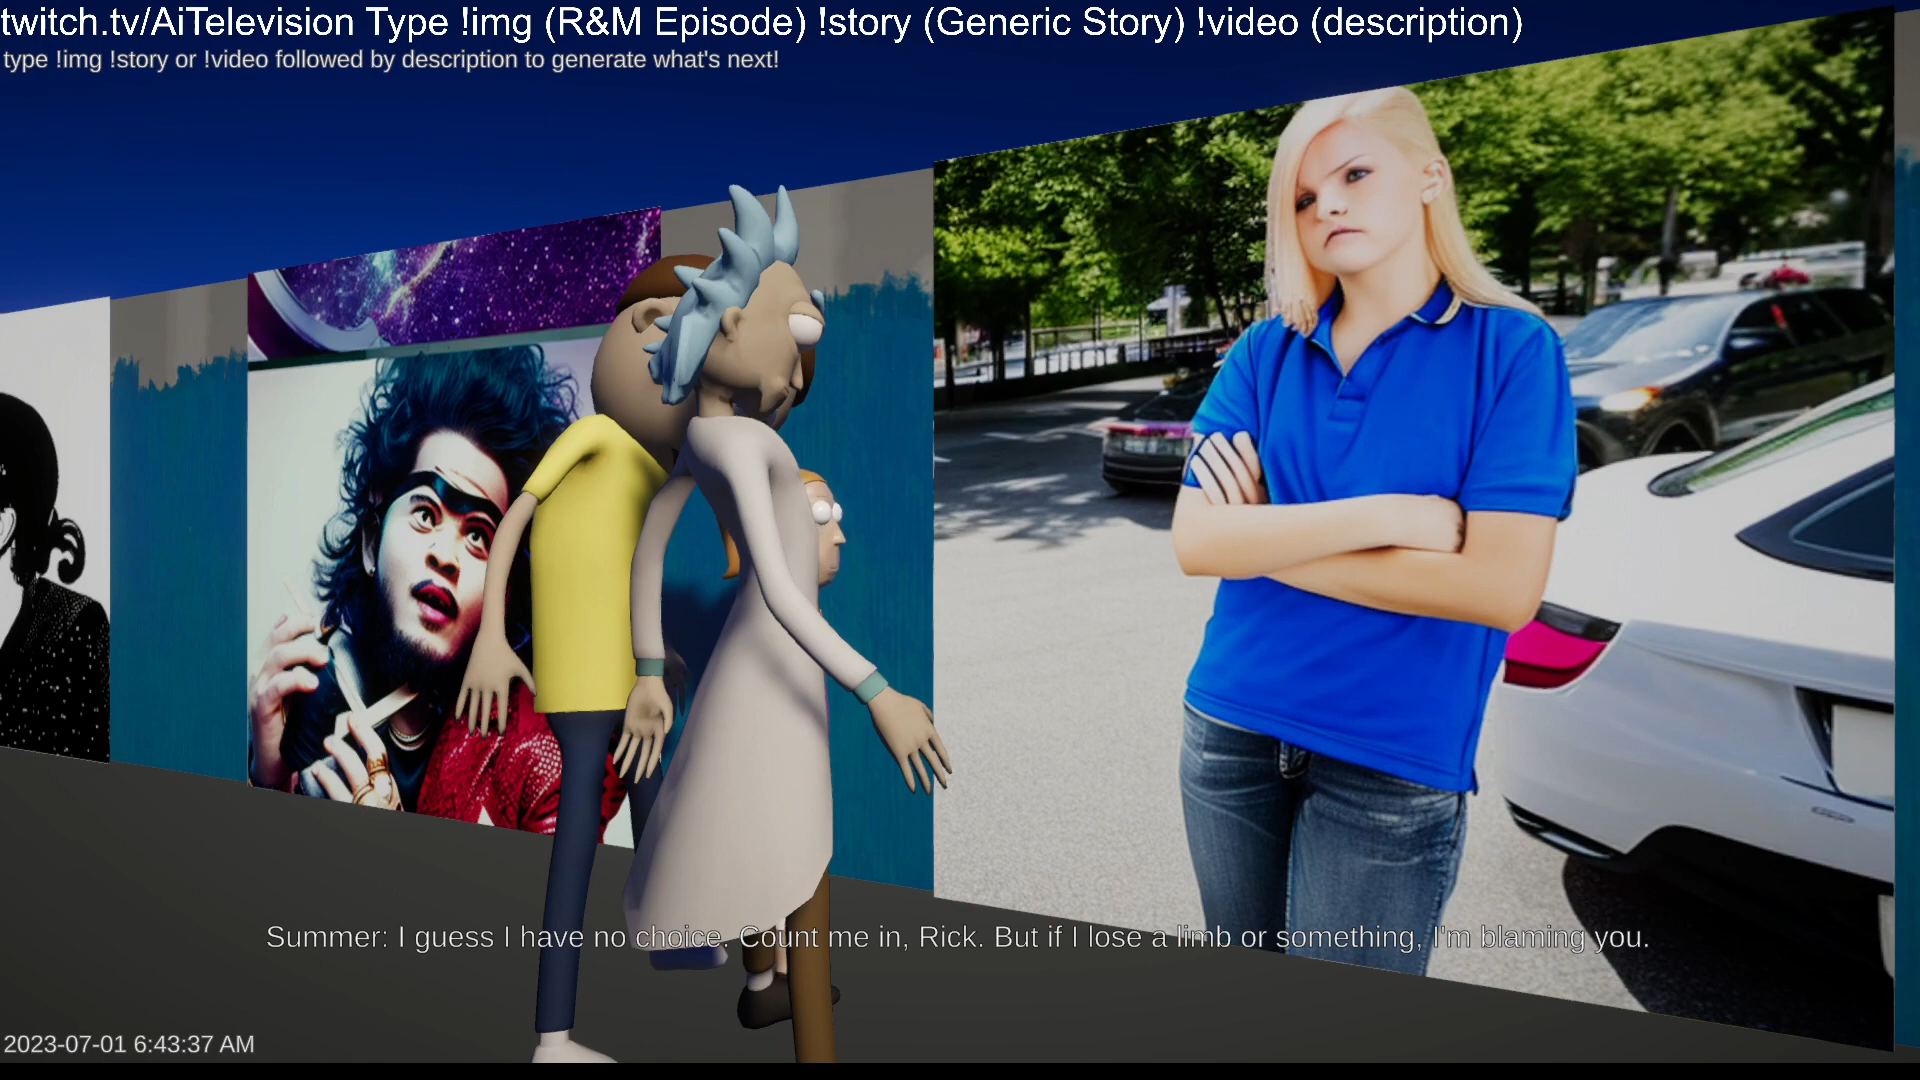 twitch.tv/AiTelevision Type !img (R&M Episode) !story (Generic Story) !video (description)
type !img !story or !video followed by description to generate what's next!
Summer: I guess I have no choice. Count me in, Rick. But if I lose a limb or something, I'm blaming you.
2023-07-01 6:43:37 AM